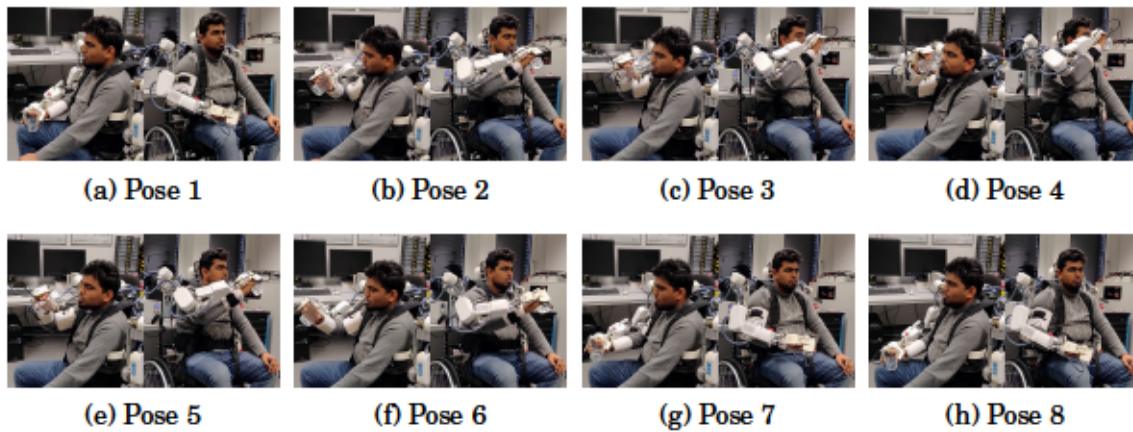 (a) Pose 1
(b) Pose 2
(c) Pose 3
(d) Pose 4
(e) Pose 5
(f) Pose 6
(g) Pose 7
(h) Pose 8